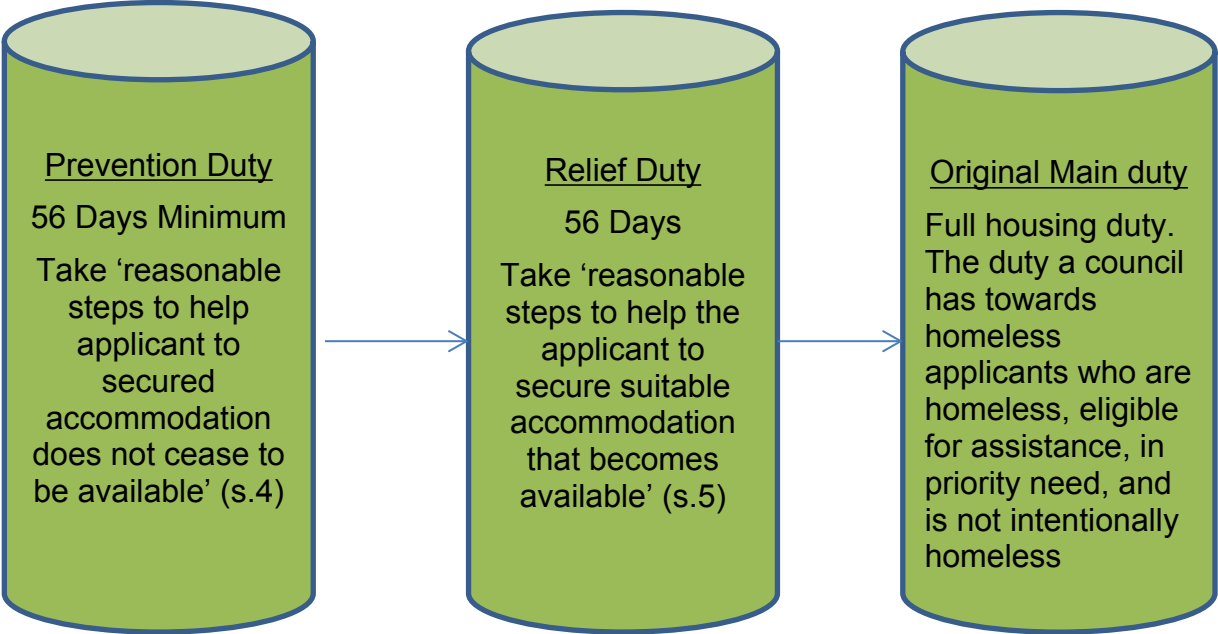 Prevention Duty
56 Days Minimum
Take ‘reasonable
steps to help
applicant to
secured
accommodation
does not cease to
be available’ (s.4)
Relief Duty
56 Days
Take ‘reasonable
steps to help the
applicant to
secure suitable
accommodation
that becomes
available’ (s.5)
Original Main duty
Full housing duty.
The duty a council
has towards
homeless
applicants who are
homeless, eligible
for assistance, in
priority need, and
is not intentionally
homeless